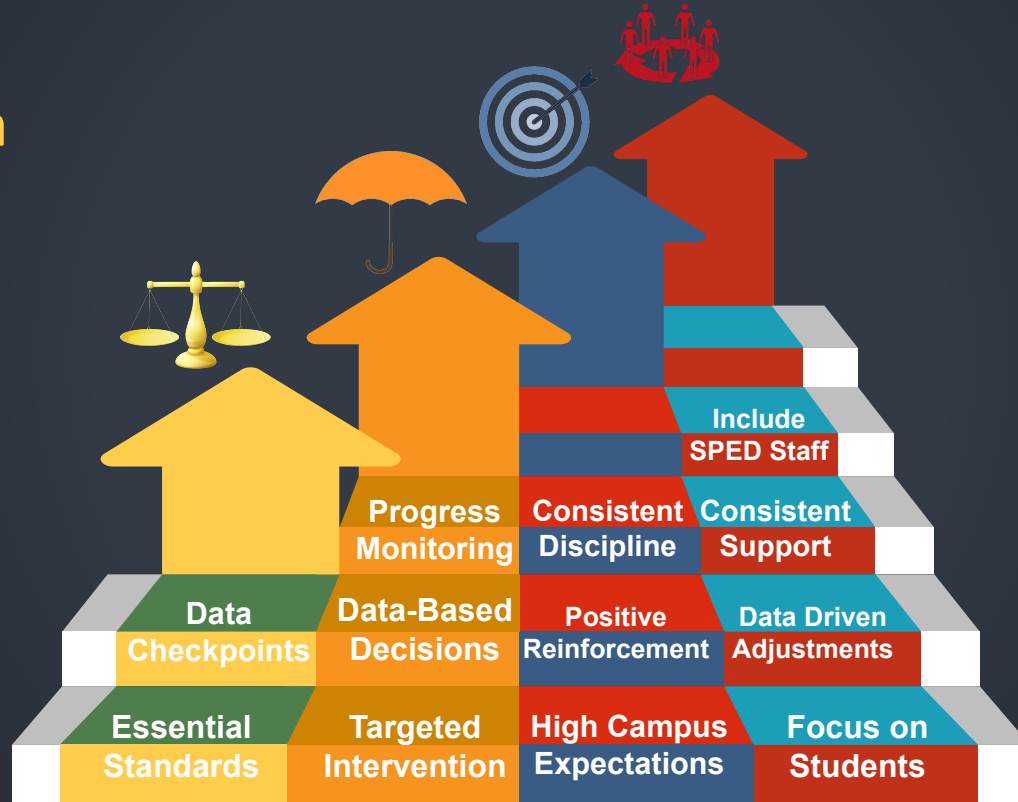 Include
SPED Staff
Progress
Monitoring
Consistent
Discipline
Consistent
Support
Data
Checkpoints
Data-Based
Decisions
Positive
Reinforcement
Data Driven
Adjustments
Essential
Standards
Targeted
Intervention
High Campus
Expectations
Focus on
Students